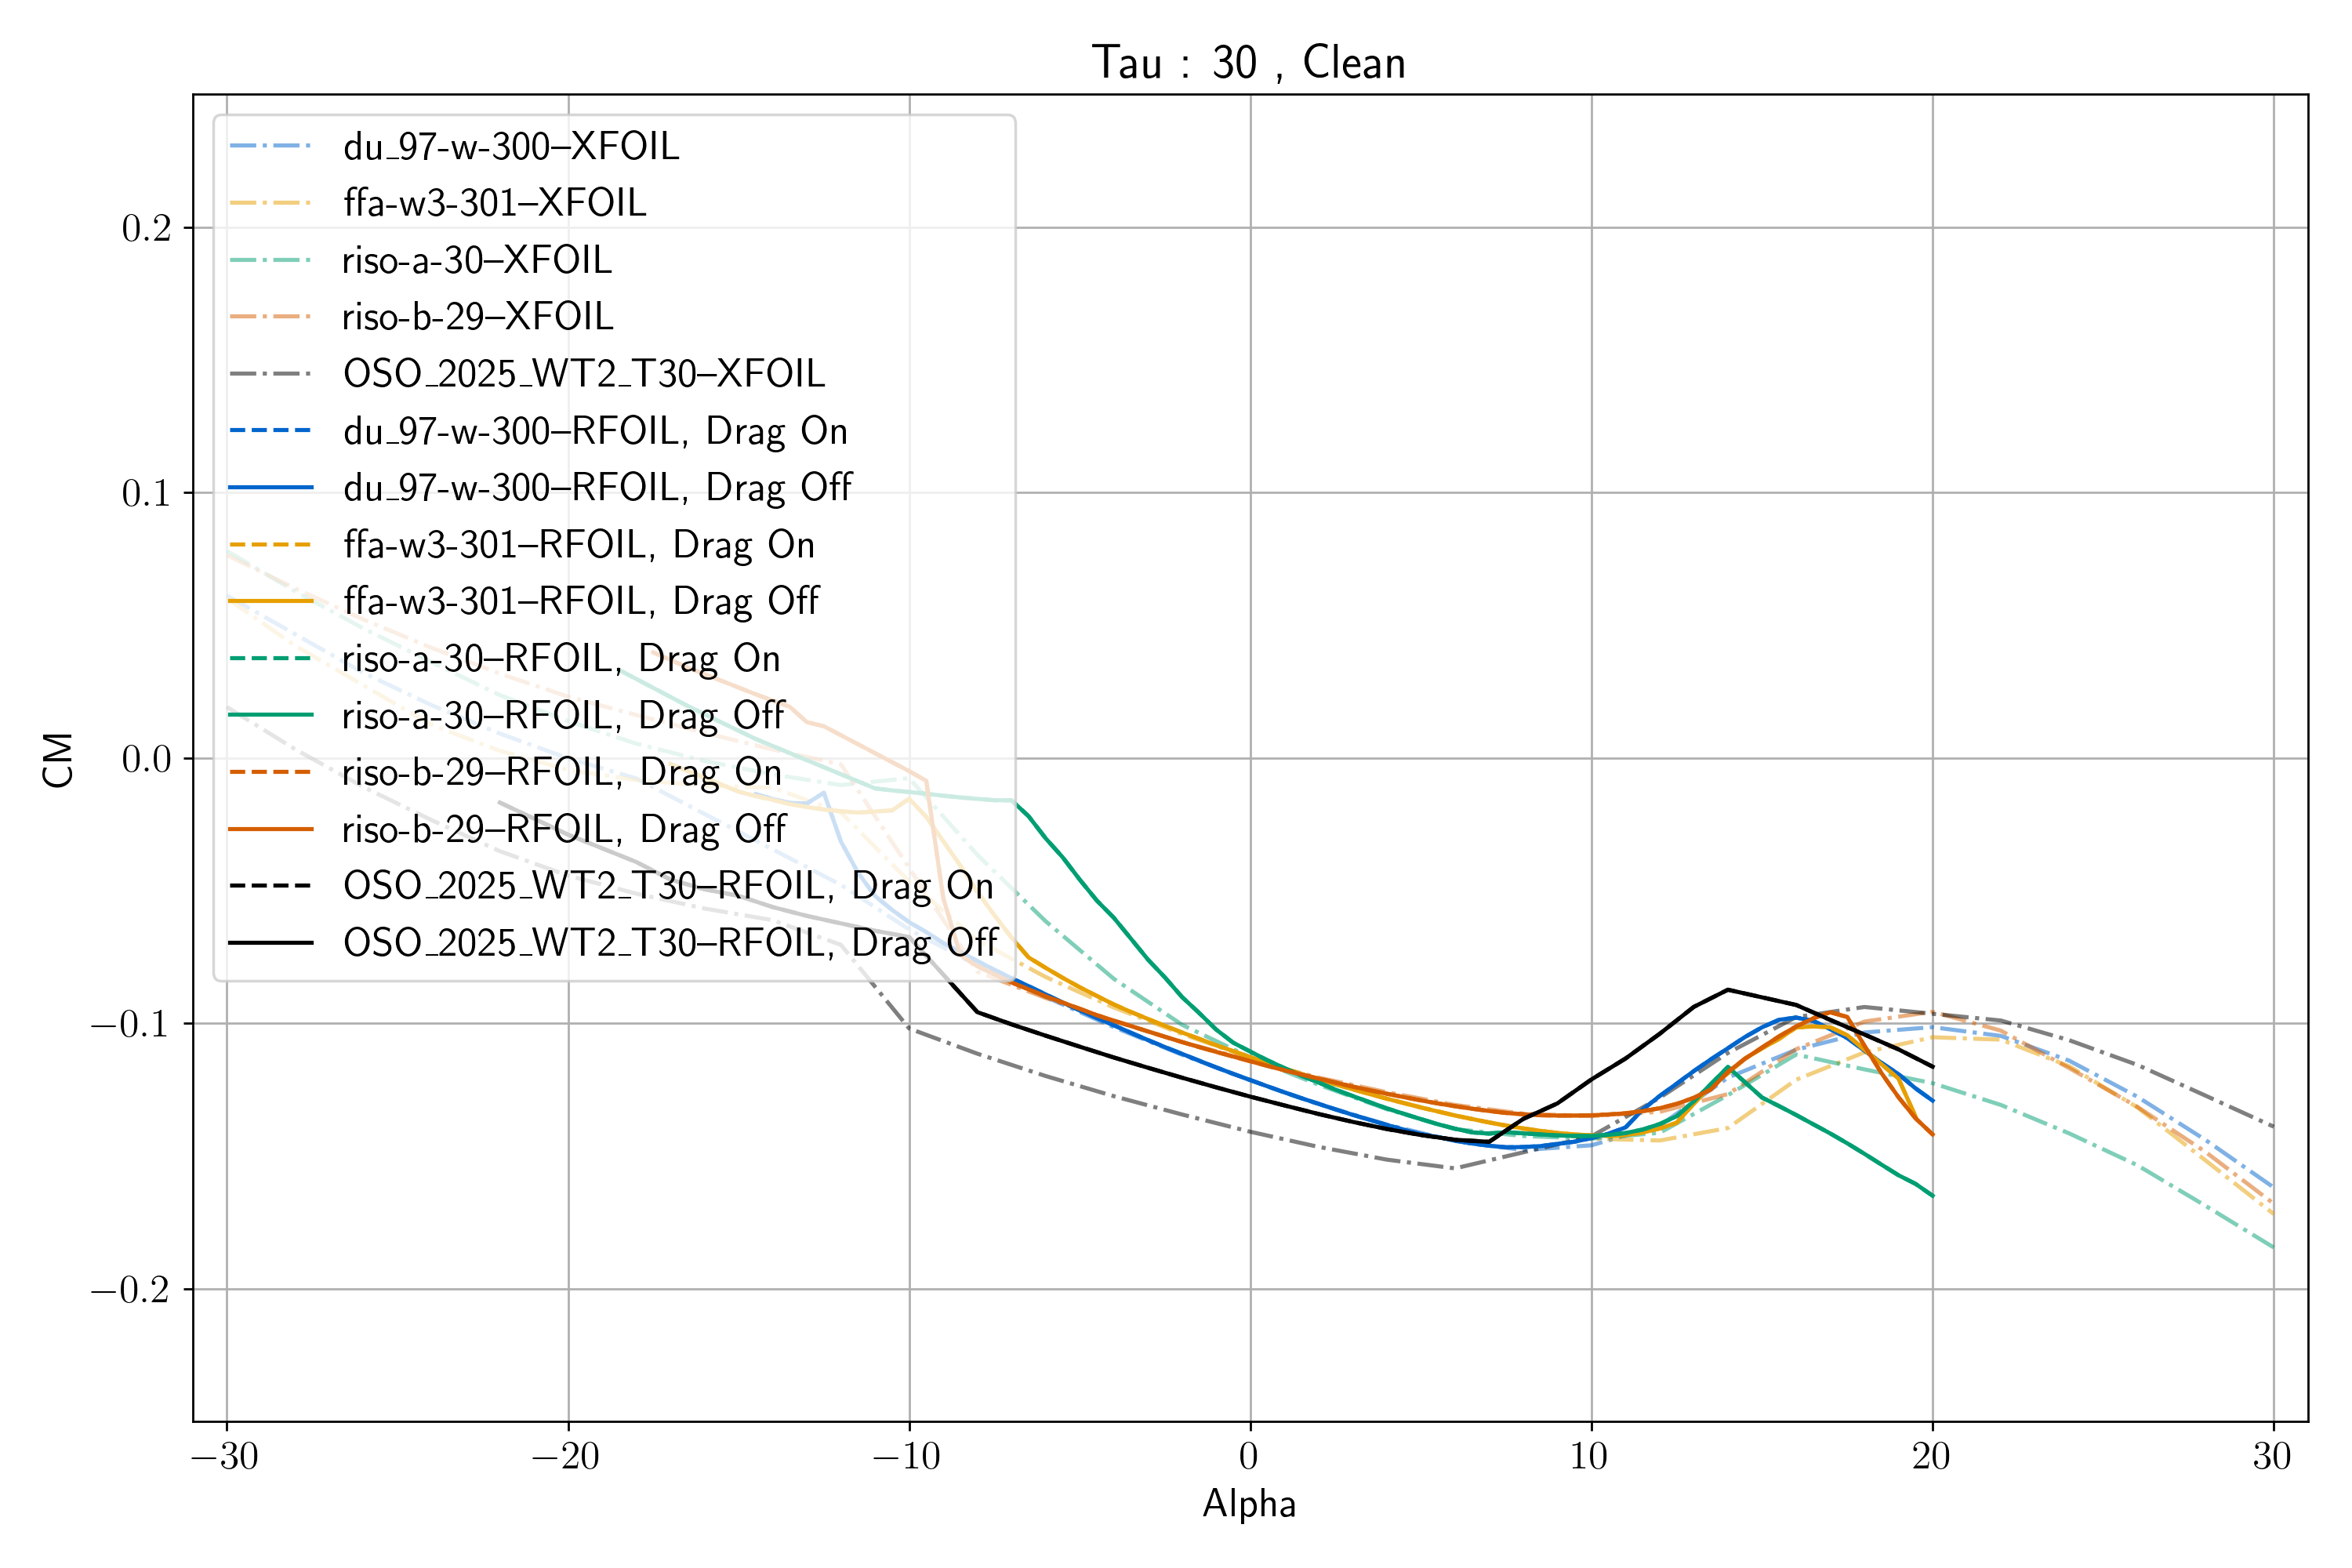 Tau : 30 , Clean
du_97-w-300–XFOIL
ffa-w3-301–XFOIL
riso-a-30–XFOIL
riso-b-29–XFOIL
OSO_2025_WT2_T30–XFOIL
du_97-w-300–RFOIL, Drag On
du_97-w-300–RFOIL, Drag Off
ffa-w3-301–RFOIL, Drag On
ffa-w3-301–RFOIL, Drag Off
riso-a-30–RFOIL, Drag On
riso-a-30–RFOIL, Drag Off
riso-b-29–RFOIL, Drag On
riso-b-29–RFOIL, Drag Off
OSO_2025_WT2_T30–RFOIL, Drag On
OSO_2025_WT2_T30–RFOIL, Drag Off
CM
0.2
0.1
0.0
−0.1
−0.2
−30 −20 −10 0 10 20 30
Alpha